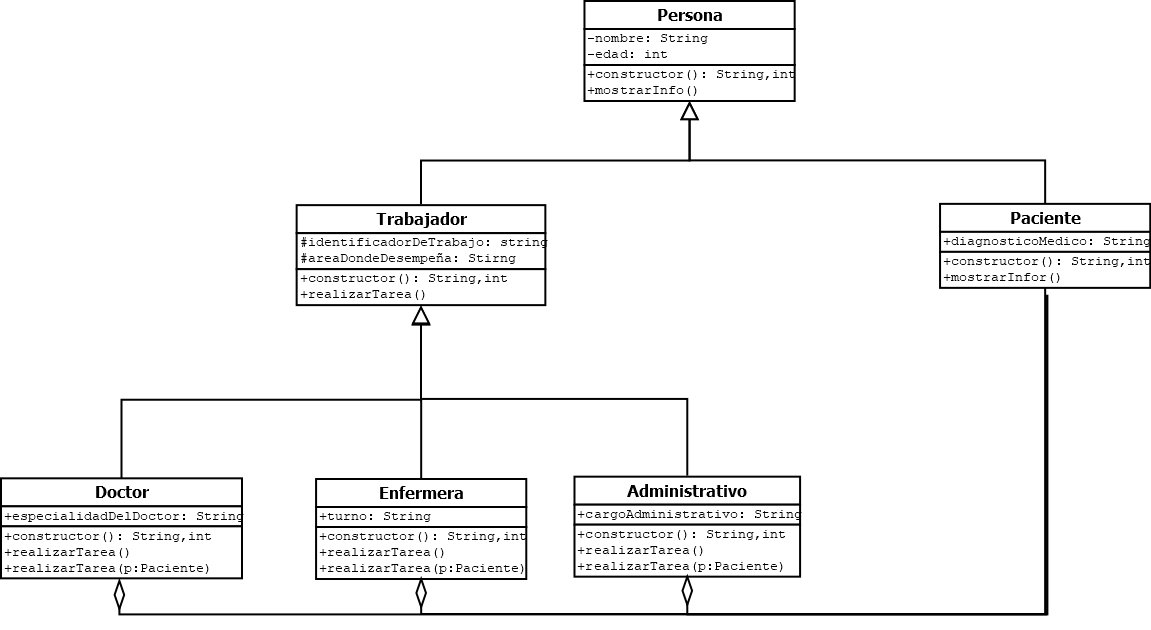 Persona
-nombre: String
-edad: int
+constructor(): String,int
+mostrarInfo()
Trabajador
#identificadorDeTrabajo: string
#areaDondeDesempeña: Stirng
+constructor(): String,int
+realizarTarea()
Paciente
+diagnosticoMedico: String
+constructor(): String,int
+mostrarInfor()
Doctor
+especialidadDelDoctor: String
+constructor(): String,int
+realizarTarea()
+realizarTarea(p:Paciente)
Enfermera
+turno: String
+constructor(): String,int
+realizarTarea()
+realizarTarea(p:Paciente)
Administrativo
+cargoAdministrativo: String
+constructor(): String,int
+realizarTarea()
+realizarTarea(p:Paciente)